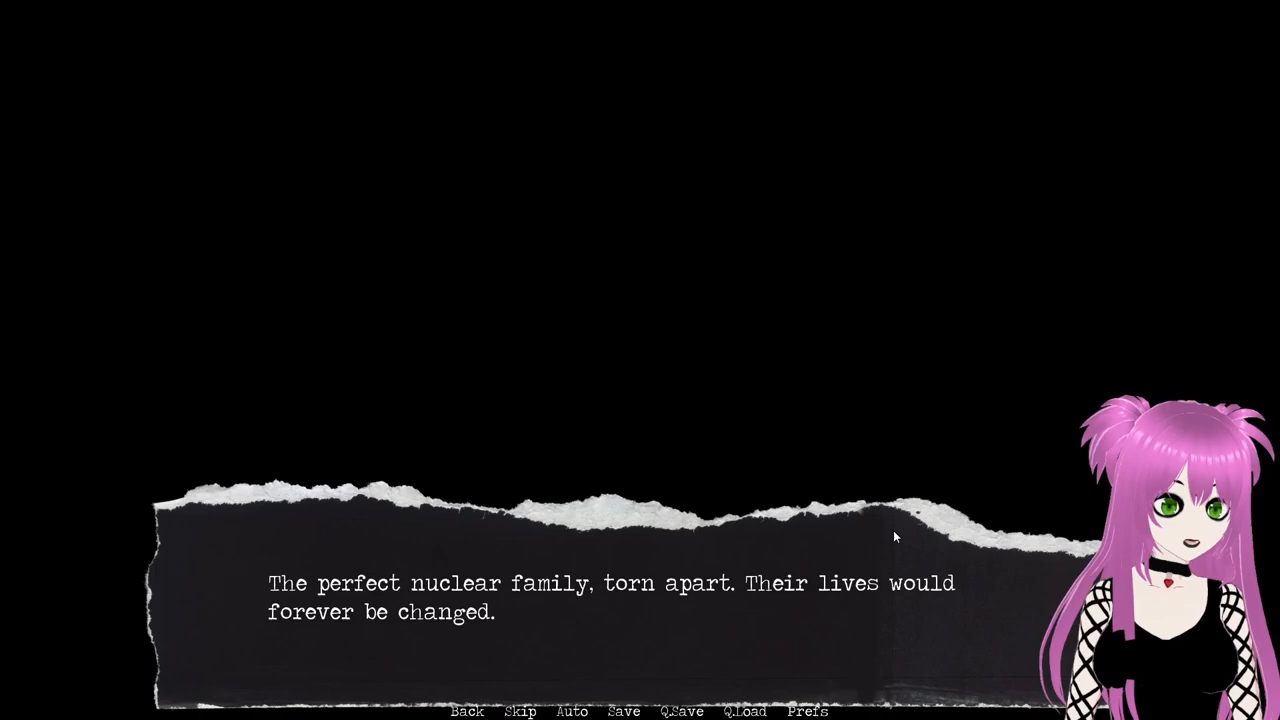 The perfect nuclear family, torn apart. Their lives would
forever be changed.
Back Skip Auto Save Q.Save Q.Load Prefs